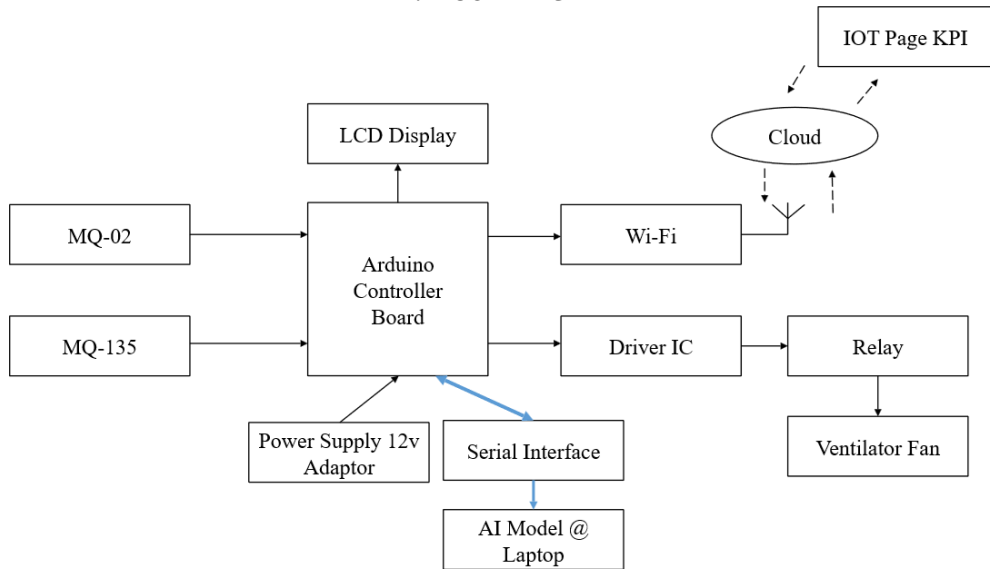 IOT Page KPI
Cloud
LCD Display
MQ-02
Arduino
Controller
Board
Wi-Fi
MQ-135
Driver IC
Relay
Power Supply 12v
Adaptor
Serial Interface
Ventilator Fan
AI Model @
Laptop